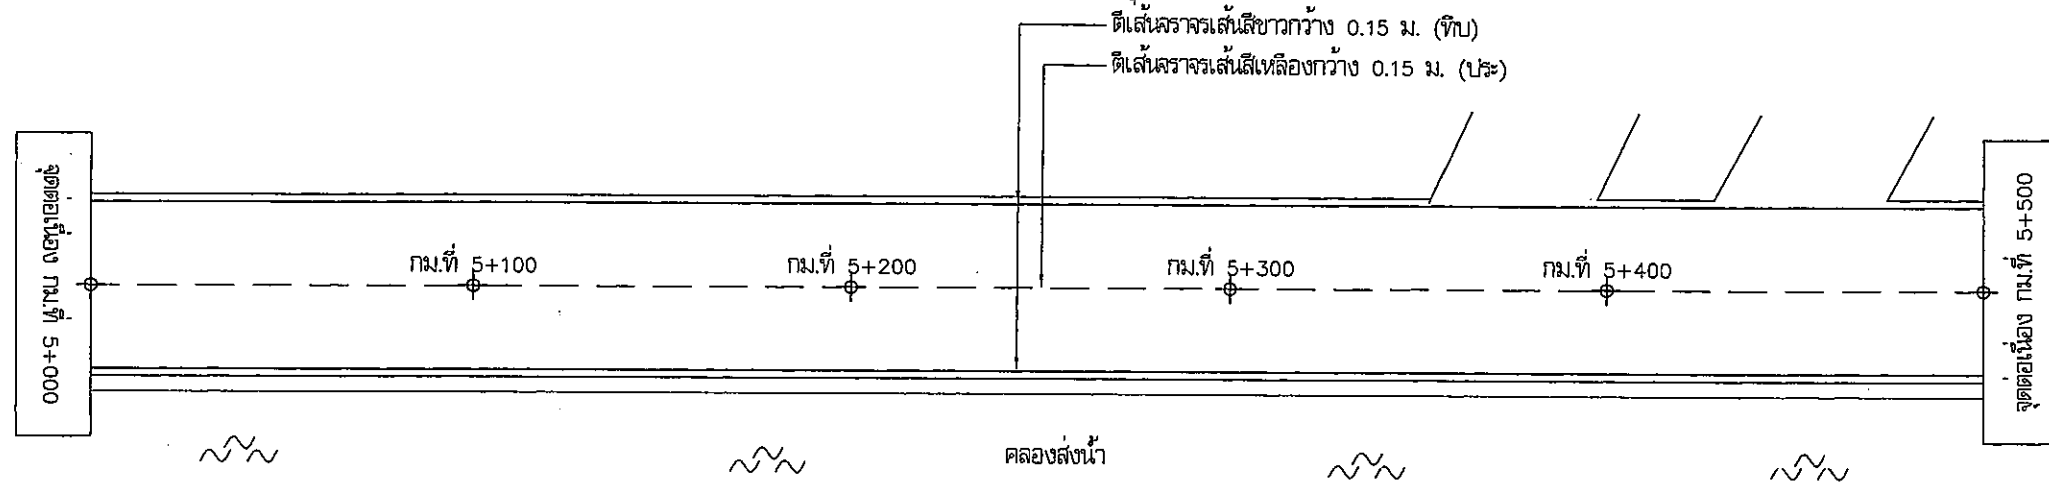 ตีเส้นจราจรเส้นสีขาวกว้าง 0.15 ม. (ทึบ)
ตีเส้นจราจรเส้นสีเหลืองกว้าง 0.15 ม. (ประ)
จุดต่อเนื่อง กม.ที่ 5+000
กม.ที่ 5+100
กม.ที่ 5+200
กม.ที่ 5+300
กม.ที่ 5+400
จุดต่อเนื่อง กม.ที่ 5+500
คลองส่งน้ำ